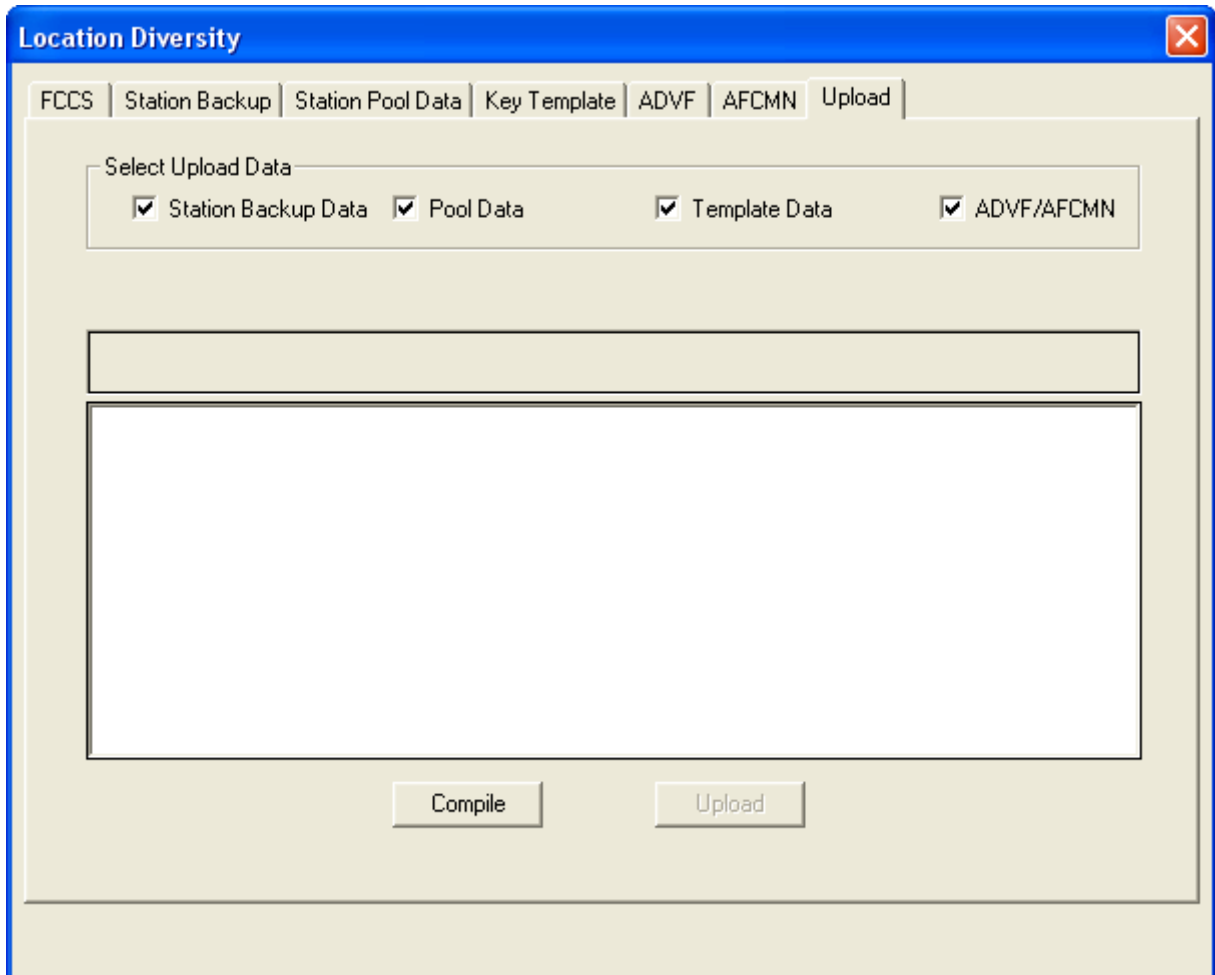 Location Diversity
FCCS Station Backup Station Pool Data Key Template ADVF AFCMN Upload
Select Upload Data
Station Backup Data Pool Data Template Data ADVF/AFCMN
Compile Upload